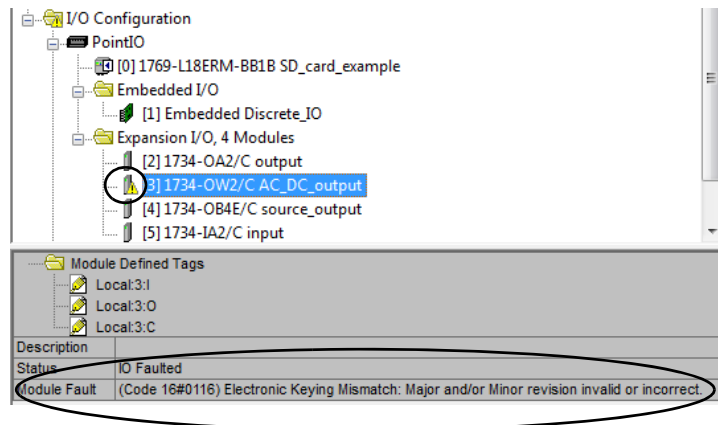 I/O Configuration
PointIO
[0] 1769-L18ERM-BB1B SD_card_example
Embedded I/O
[1] Embedded Discrete_IO
Expansion I/O, 4 Modules
[2] 1734-OA2/C output
[3] 1734-OW2/C AC_DC_output
[4] 1734-OB4E/C source_output
[5] 1734-IA2/C input
Module Defined Tags
Local:3:I
Local:3:O
Local:3:C
Description
Status IO Faulted
Module Fault (Code 16#0116) Electronic Keying Mismatch: Major and/or Minor revision invalid or incorrect.